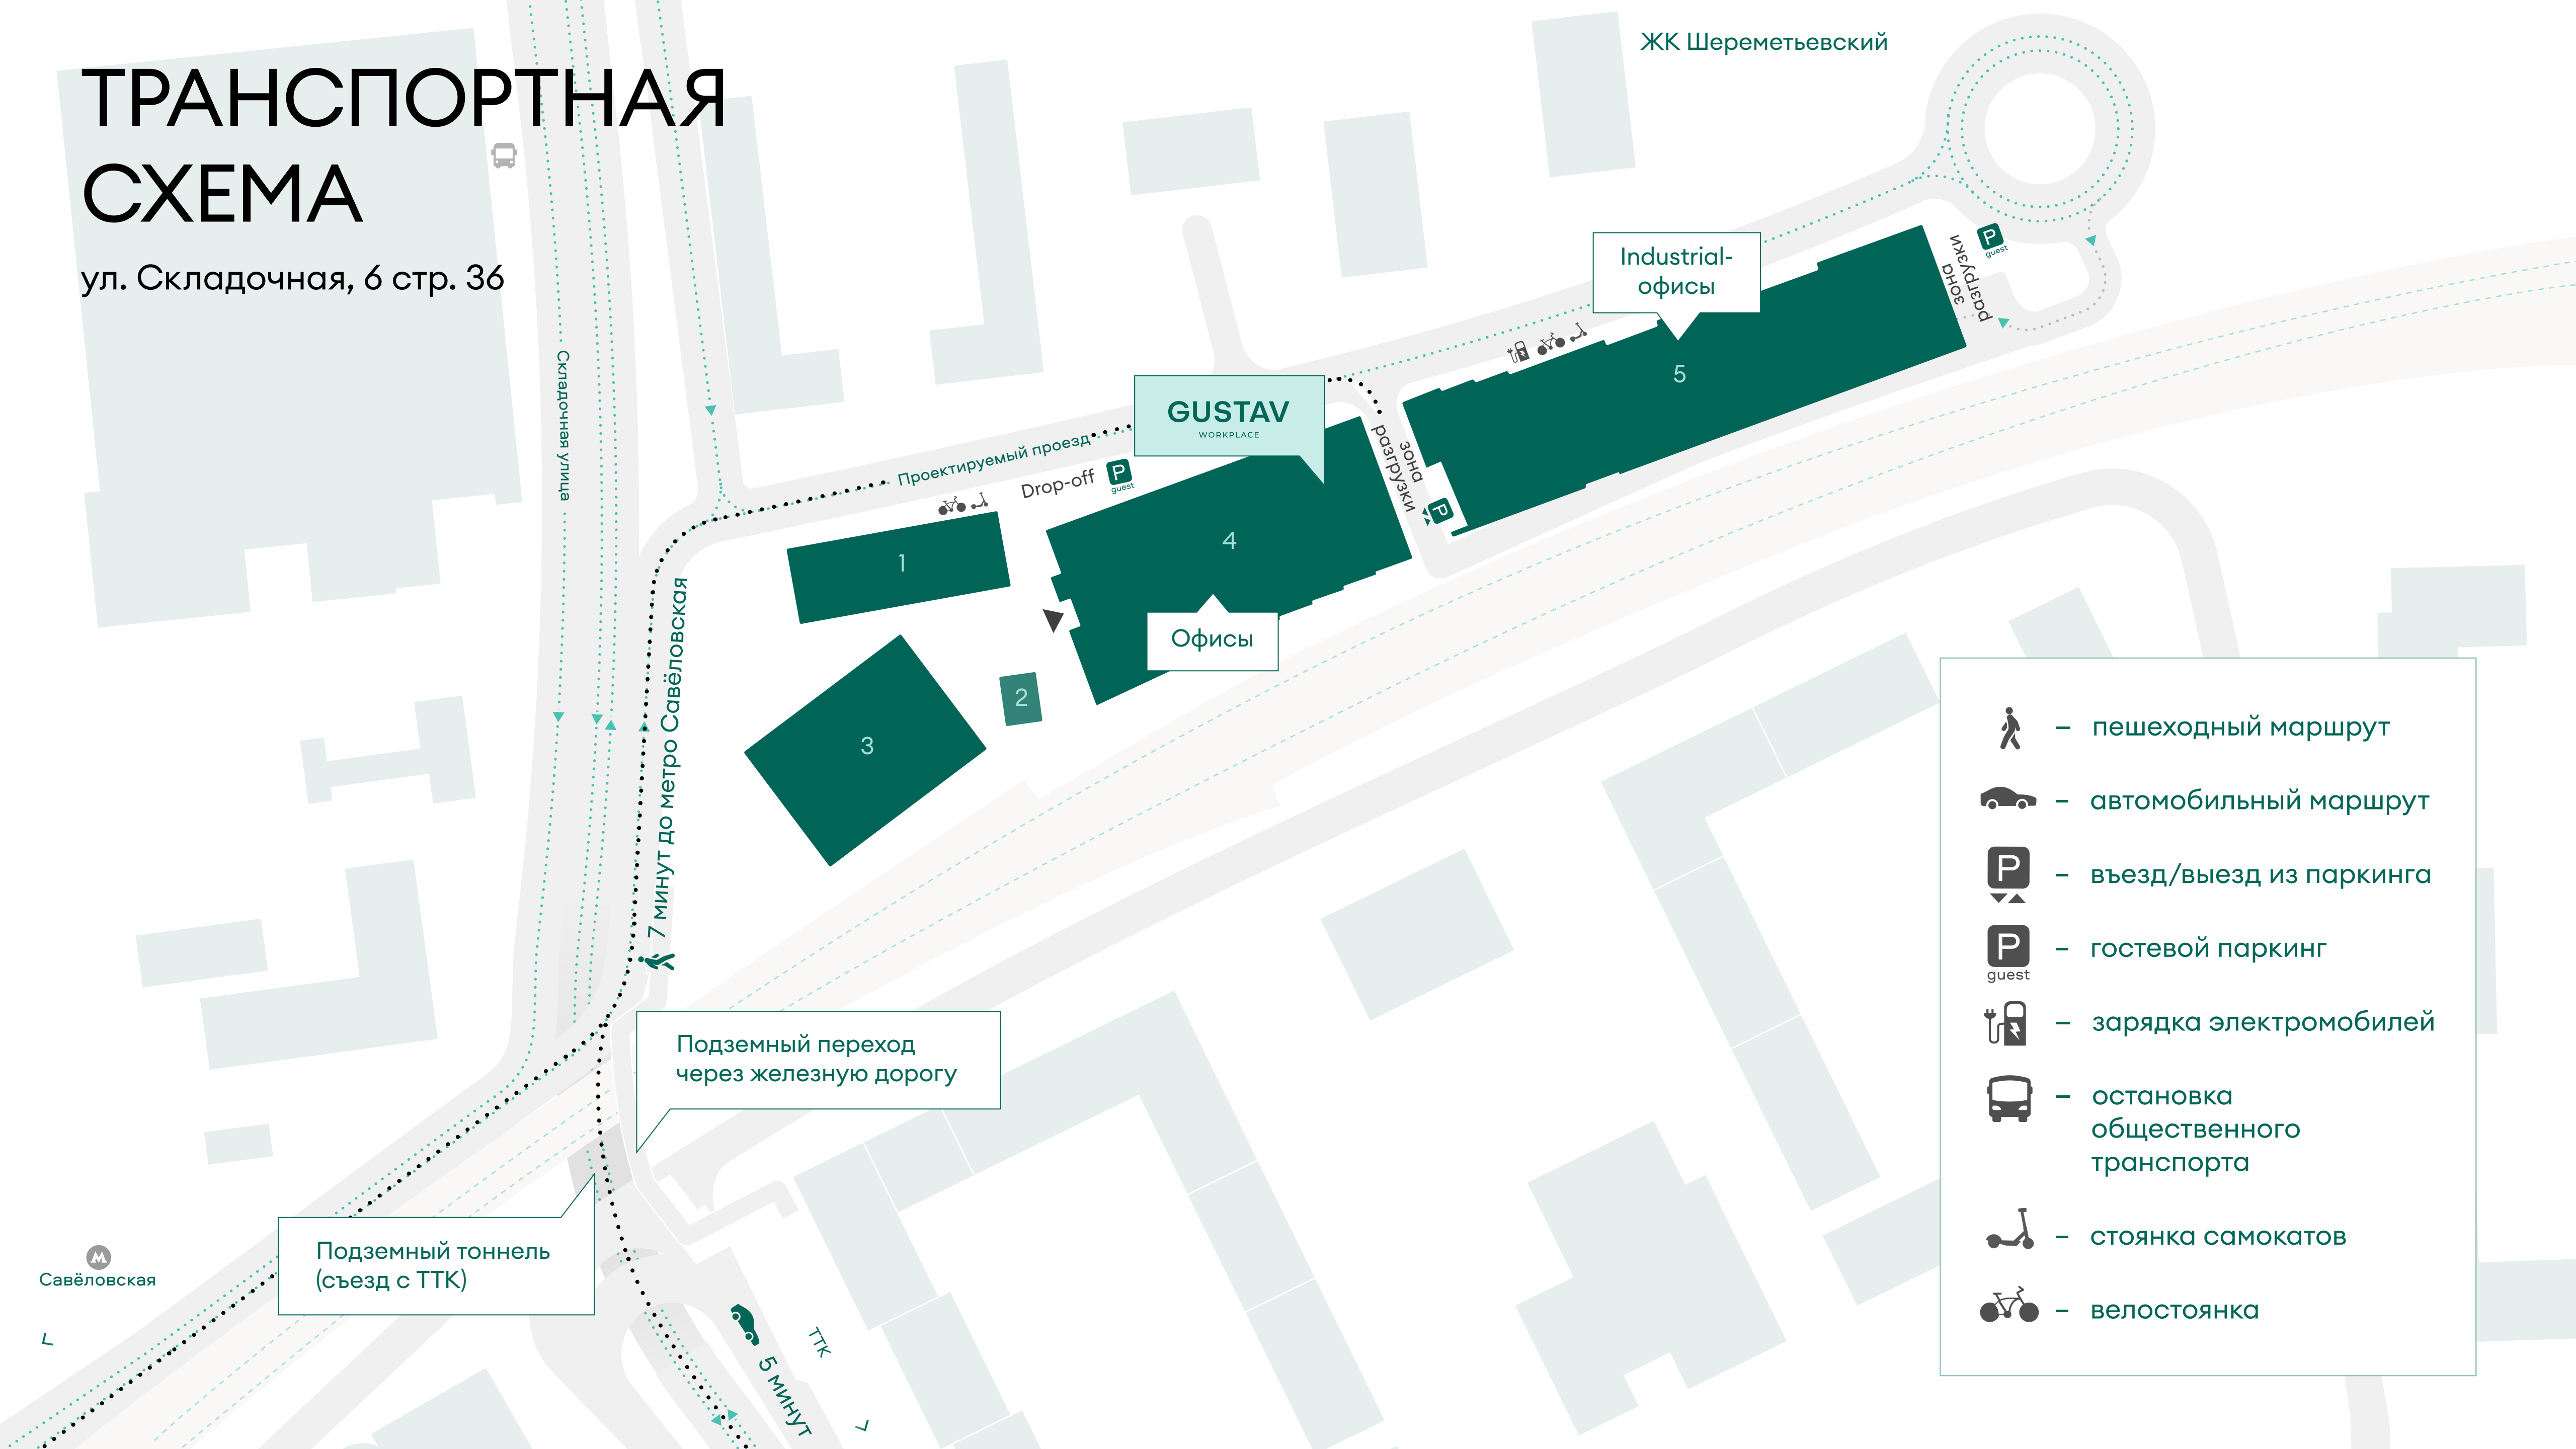 ТРАНСПОРТНАЯ
СХЕМА
ул. Складочная, 6 стр. 36
ЖК Шереметьевский
Складочная улица
Проектируемый проезд
Drop-off
P
guest
GUSTAV
WORKPLACE
Industrial-
офисы
зона
разгрузки
P
guest
зона
разгрузки
P
1
2
3
4
5
Офисы
7 минут до метро Савёловская
Подземный переход
через железную дорогу
Подземный тоннель
(съезд с ТТК)
М
Савёловская
5 минут
ТТК
– пешеходный маршрут
– автомобильный маршрут
P – въезд/выезд из паркинга
P – гостевой паркинг
guest
– зарядка электромобилей
– остановка
общественного
транспорта
– стоянка самокатов
– велостоянка